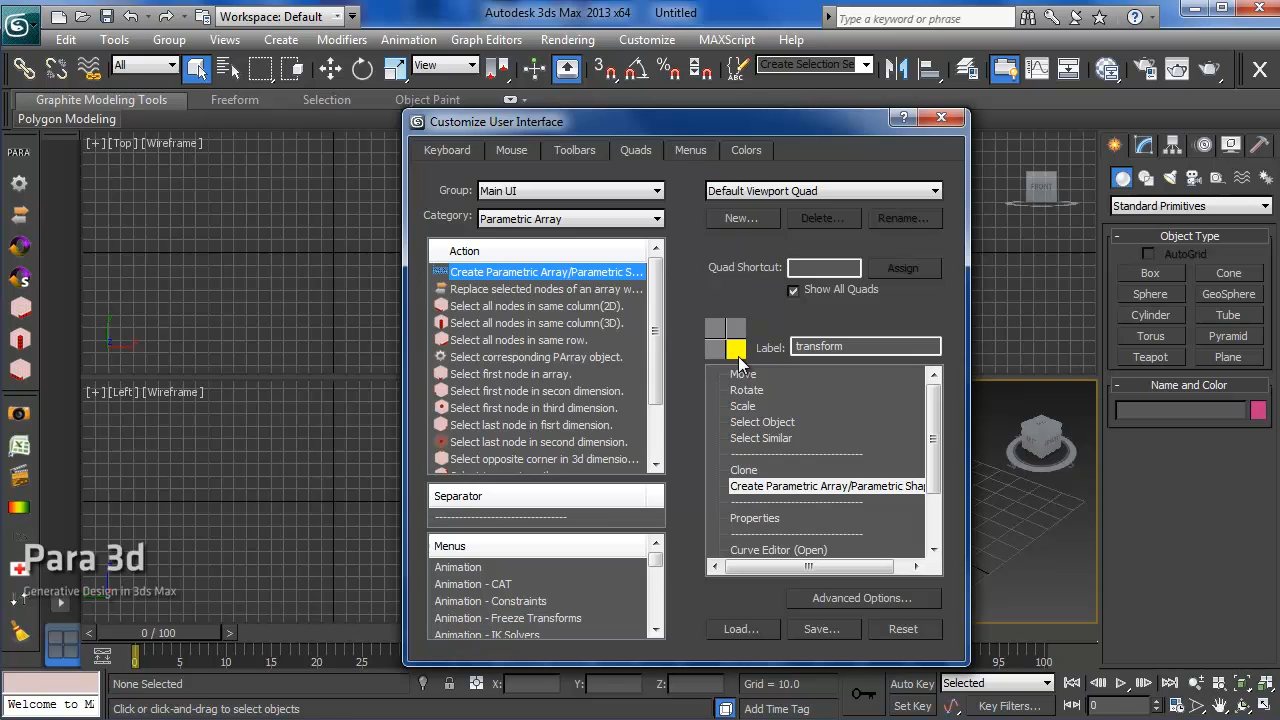 Workspace: Default
Autodesk 3ds Max 2013 x64 Untitled
Type a keyword or phrase
Edit Tools Group Views Create Modifiers Animation Graph Editors Rendering Customize MAXScript Help
All
View
Create Selection Se
Graphite Modeling Tools Freeform Selection Object Paint
Polygon Modeling
[+][Top][Wireframe]
[+][Left][Wireframe]
PARA
Customize User Interface
Keyboard Mouse Toolbars Quads Menus Colors
Group: Main UI
Category: Parametric Array
Action
Create Parametric Array/Parametric S...
Replace selected nodes of an array w...
Select all nodes in same column(2D).
Select all nodes in same column(3D).
Select all nodes in same row.
Select corresponding PArray object.
Select first node in array.
Select first node in secon dimension.
Select first node in third dimension.
Select last node in fisrt dimension.
Select last node in second dimension.
Select opposite corner in 3d dimensio...
Separator
---------------------------------
Menus
Animation
Animation - CAT
Animation - Constraints
Animation - Freeze Transforms
Animation - IK Solvers
Default Viewport Quad
New... Delete... Rename...
Quad Shortcut: Assign
Show All Quads
Label: transform
Move
Rotate
Scale
Select Object
Select Similar
---------------------------------
Clone
Create Parametric Array/Parametric Shap
---------------------------------
Properties
---------------------------------
Curve Editor (Open)
Advanced Options...
Load... Save... Reset
FRONT
Standard Primitives
- Object Type
AutoGrid
Box Cone
Sphere GeoSphere
Cylinder Tube
Torus Pyramid
Teapot Plane
- Name and Color
Para 3d
Generative Design in 3ds Max
< 0 / 100 >
0 5 10 15 20 25 95 100
None Selected X: Y: Z: Grid = 10.0 Auto Key Selected
Welcome to MA Click or click-and-drag to select objects Add Time Tag Set Key Key Filters... 0